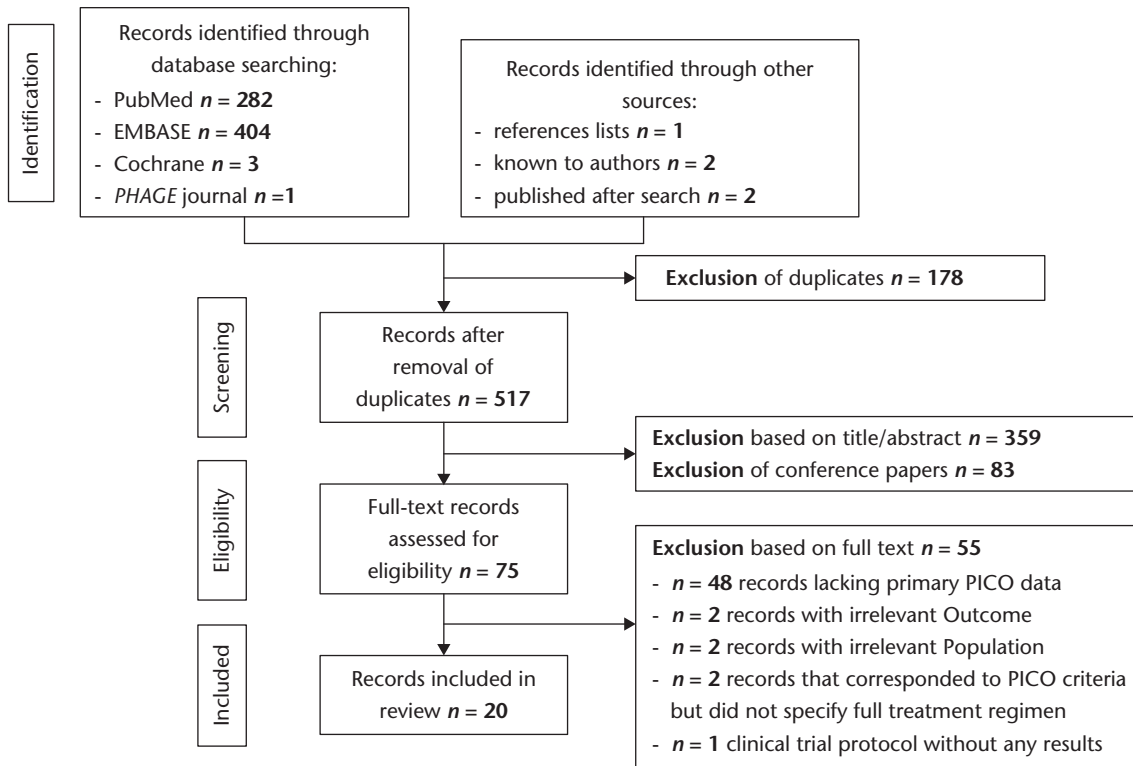 Identification
Records identified through
database searching:
- PubMed n = 282
- EMBASE n = 404
- Cochrane n = 3
- PHAGE journal n =1
Records identified through other
sources:
- references lists n = 1
- known to authors n = 2
- published after search n = 2
Exclusion of duplicates n = 178
Screening
Records after
removal of
duplicates n = 517
Exclusion based on title/abstract n = 359
Exclusion of conference papers n = 83
Eligibility
Full-text records
assessed for
eligibility n = 75
Exclusion based on full text n = 55
- n = 48 records lacking primary PICO data
- n = 2 records with irrelevant Outcome
- n = 2 records with irrelevant Population
- n = 2 records that corresponded to PICO criteria
but did not specify full treatment regimen
- n = 1 clinical trial protocol without any results
Included
Records included in
review n = 20